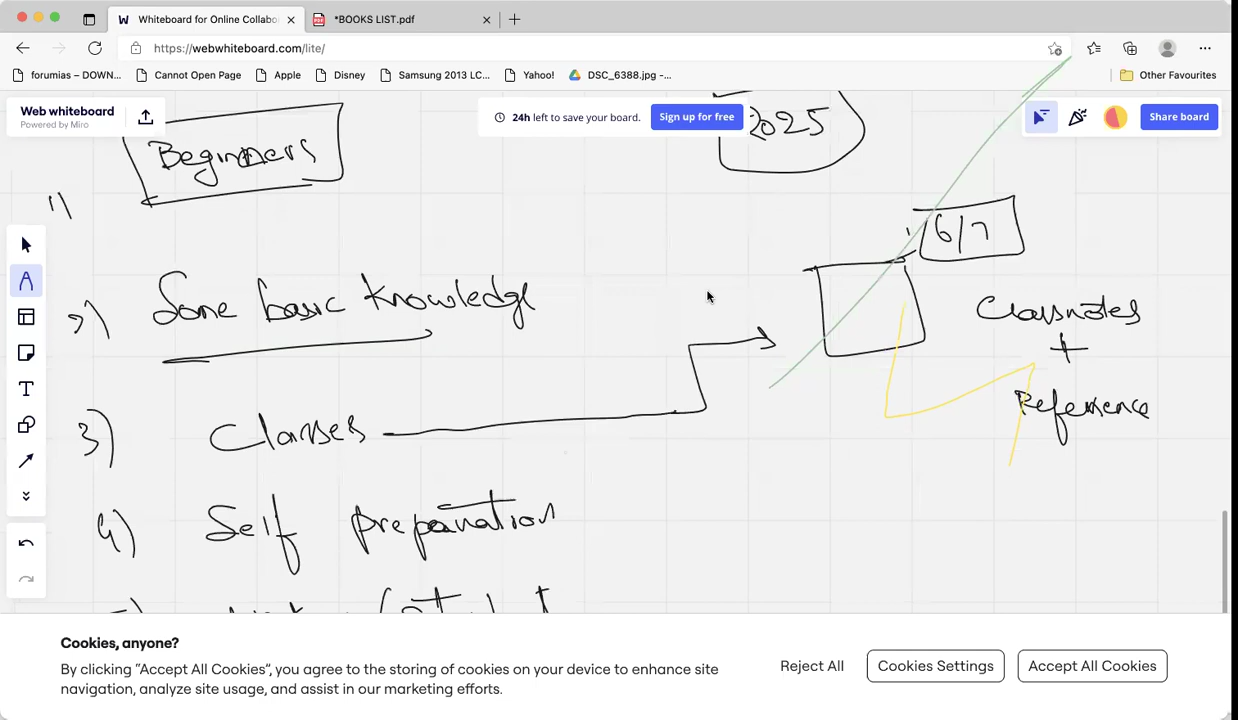 Whiteboard for Online Collabo
*BOOKS LIST.pdf
https://webwhiteboard.com/lite/
forumias – DOWN...
Cannot Open Page
Apple
Disney
Samsung 2013 LC...
Yahoo!
DSC_6388.jpg -...
Other Favourites
Web whiteboard
Powered by Miro
24h left to save your board.
Sign up for free
Share board
2025
Beginners
1)
6/7
2) Some basic knowledge
Classnotes
+
Reference
3) Classes
4) Self preparation
Cookies, anyone?
By clicking “Accept All Cookies”, you agree to the storing of cookies on your device to enhance site
navigation, analyze site usage, and assist in our marketing efforts.
Reject All
Cookies Settings
Accept All Cookies